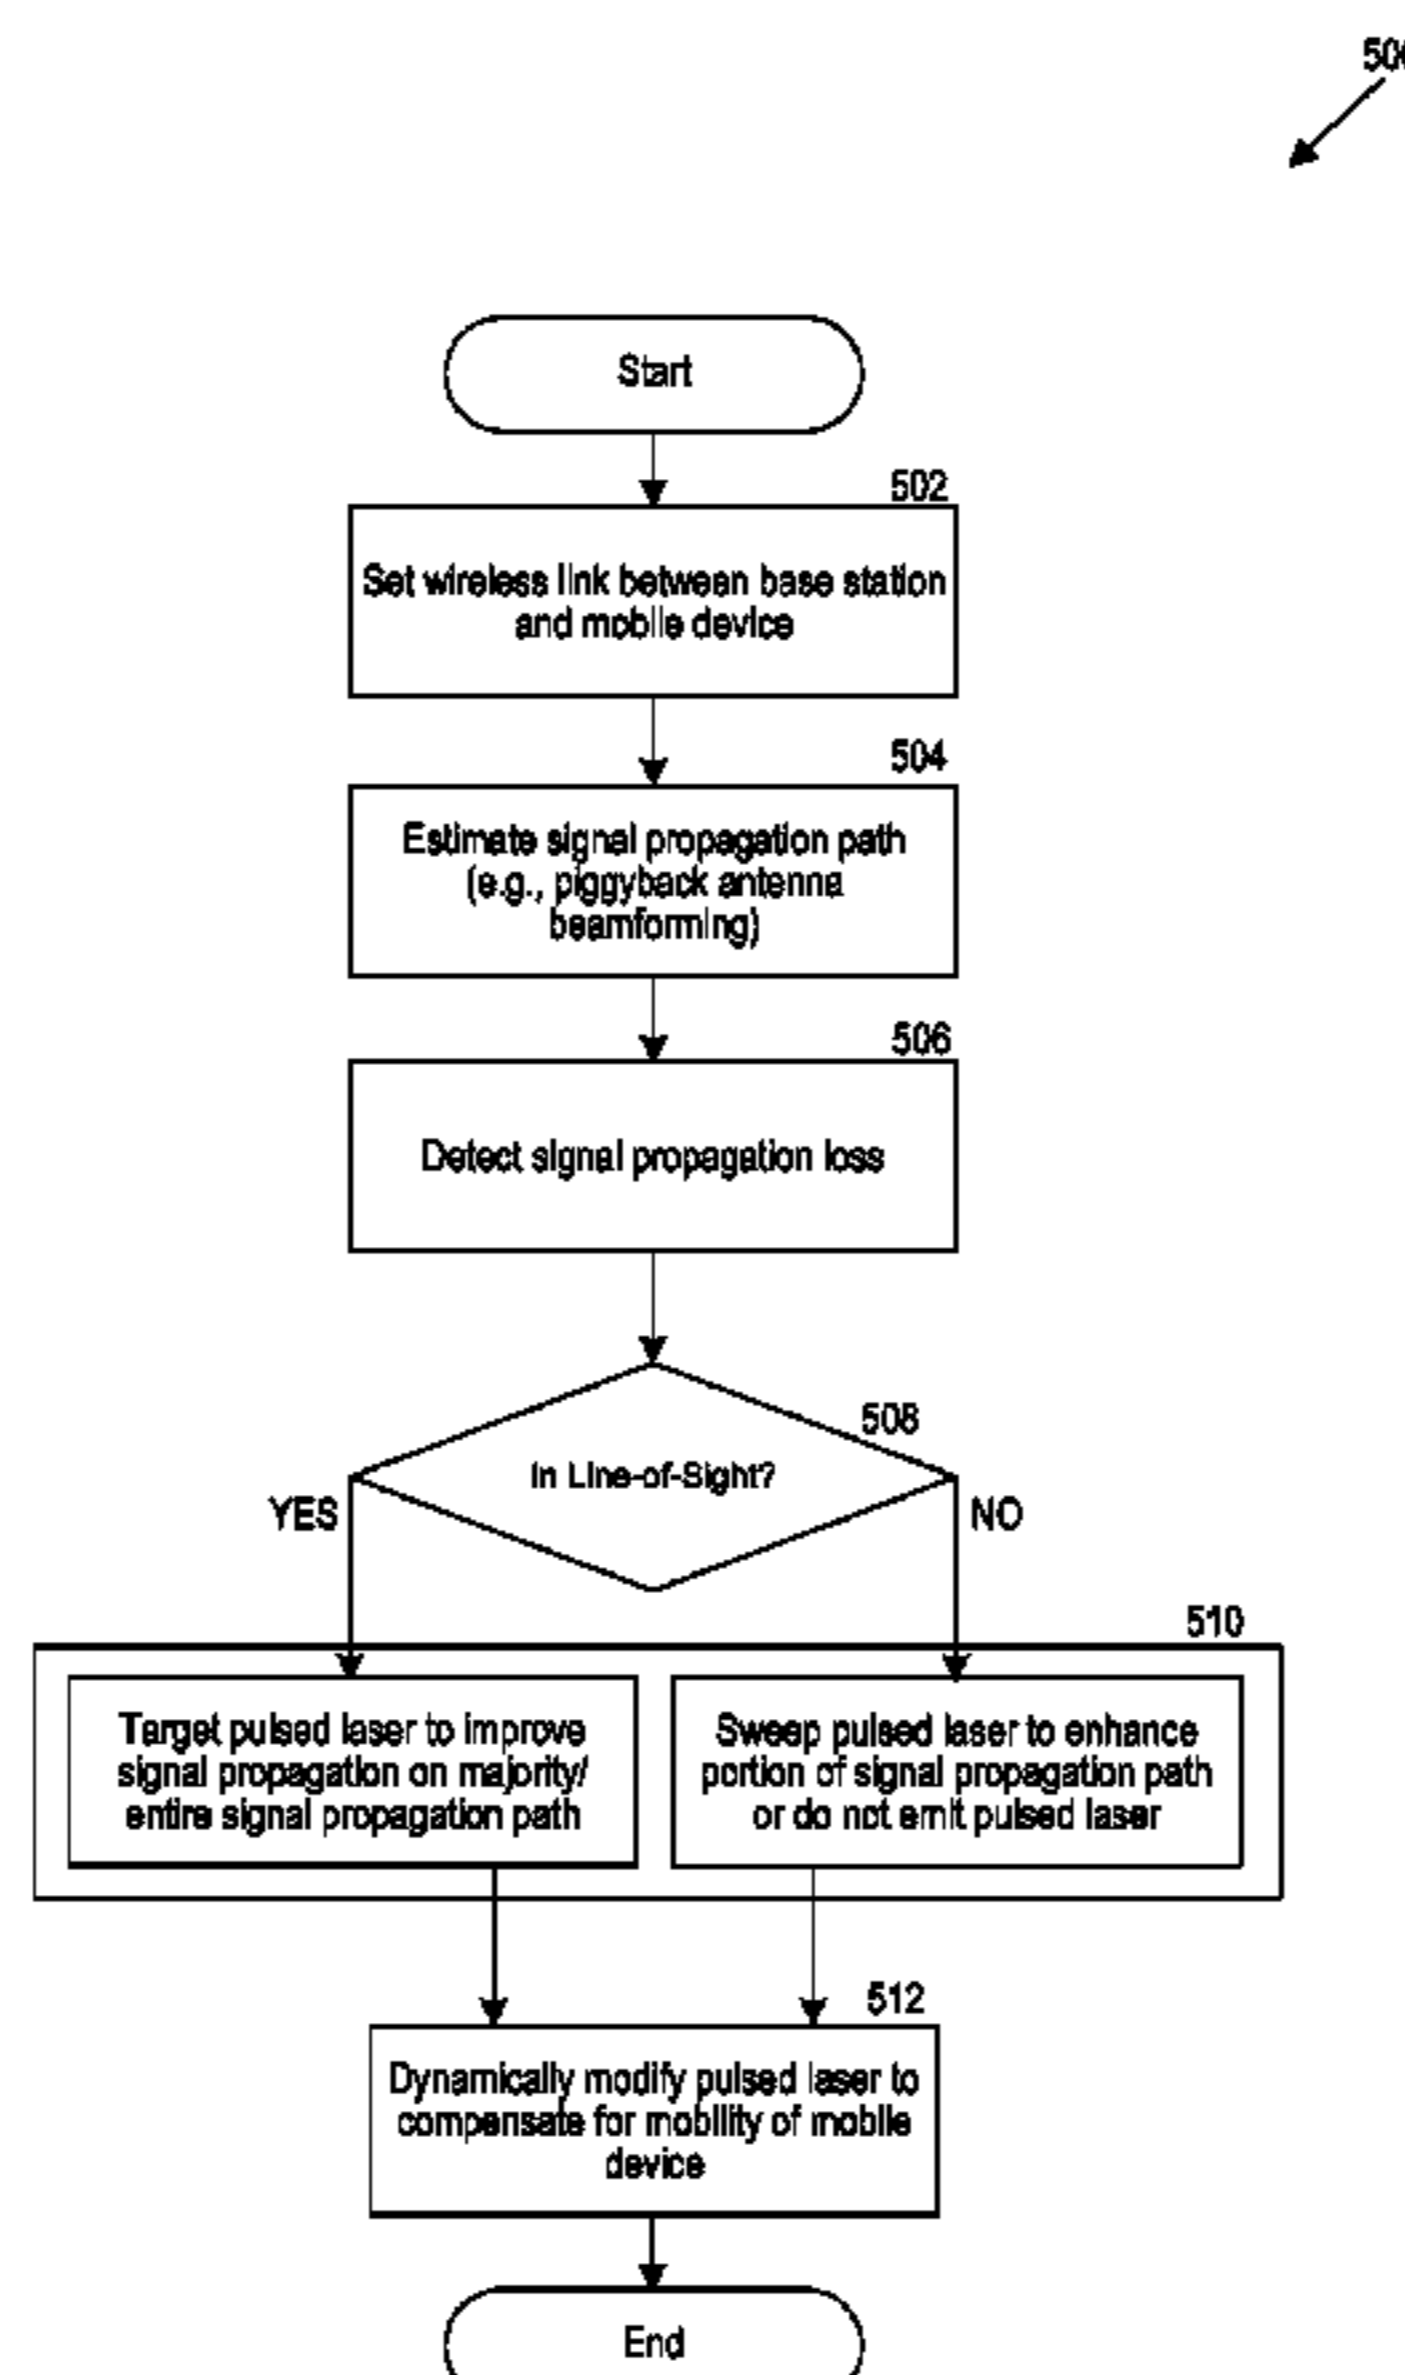 Start
502
Set wireless link between base station
and mobile device
504
Estimate signal propagation path
(e.g., piggyback antenna
beamforming)
506
Detect signal propagation loss
508
In Line-of-Sight?
YES
NO
510
Target pulsed laser to improve
signal propagation on majority/
entire signal propagation path
Sweep pulsed laser to enhance
portion of signal propagation path
or do not emit pulsed laser
512
Dynamically modify pulsed laser to
compensate for mobility of mobile
device
End